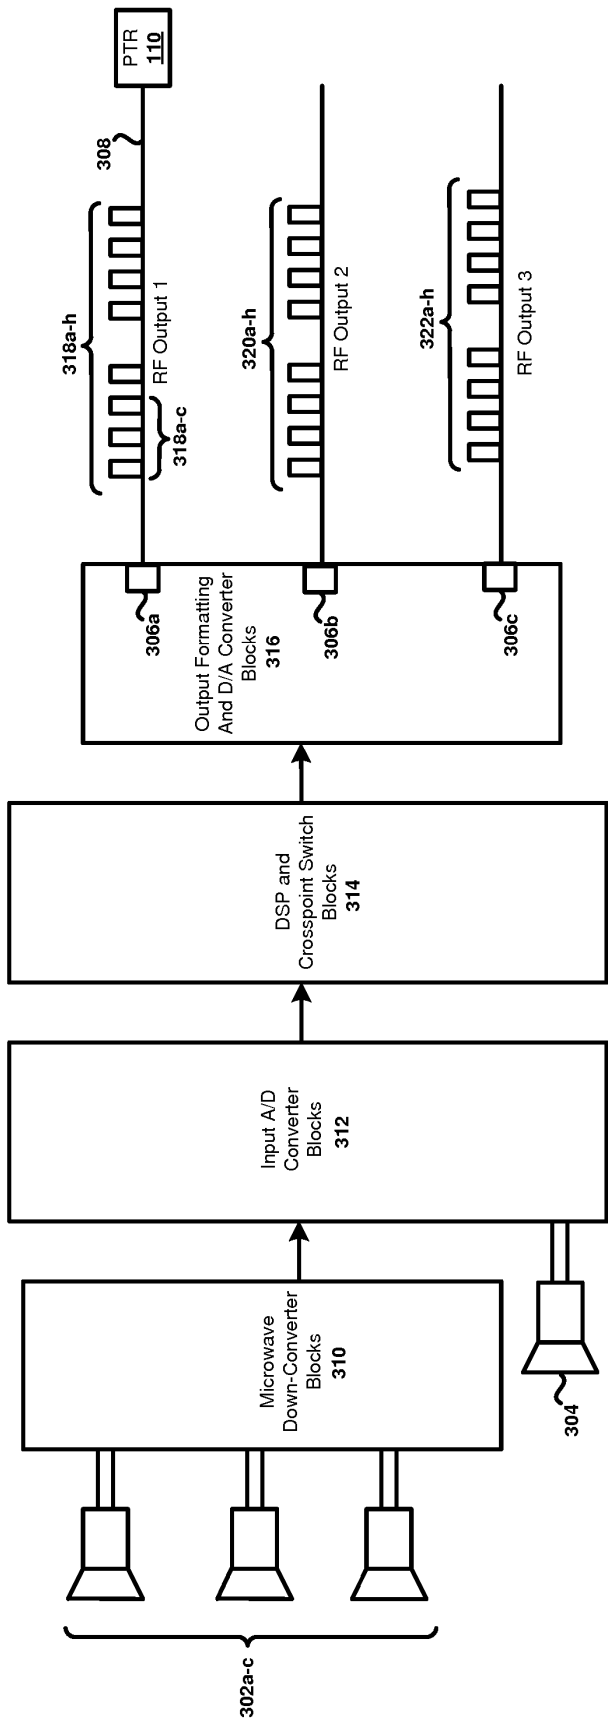 302a-c
Microwave
Down-Converter
Blocks
310
304
Input A/D
Converter
Blocks
312
DSP and
Crosspoint Switch
Blocks
314
Output Formatting
And D/A Converter
Blocks
316
306a
306b
306c
318a-h
318a-c
RF Output 1
308
PTR
110
320a-h
RF Output 2
322a-h
RF Output 3